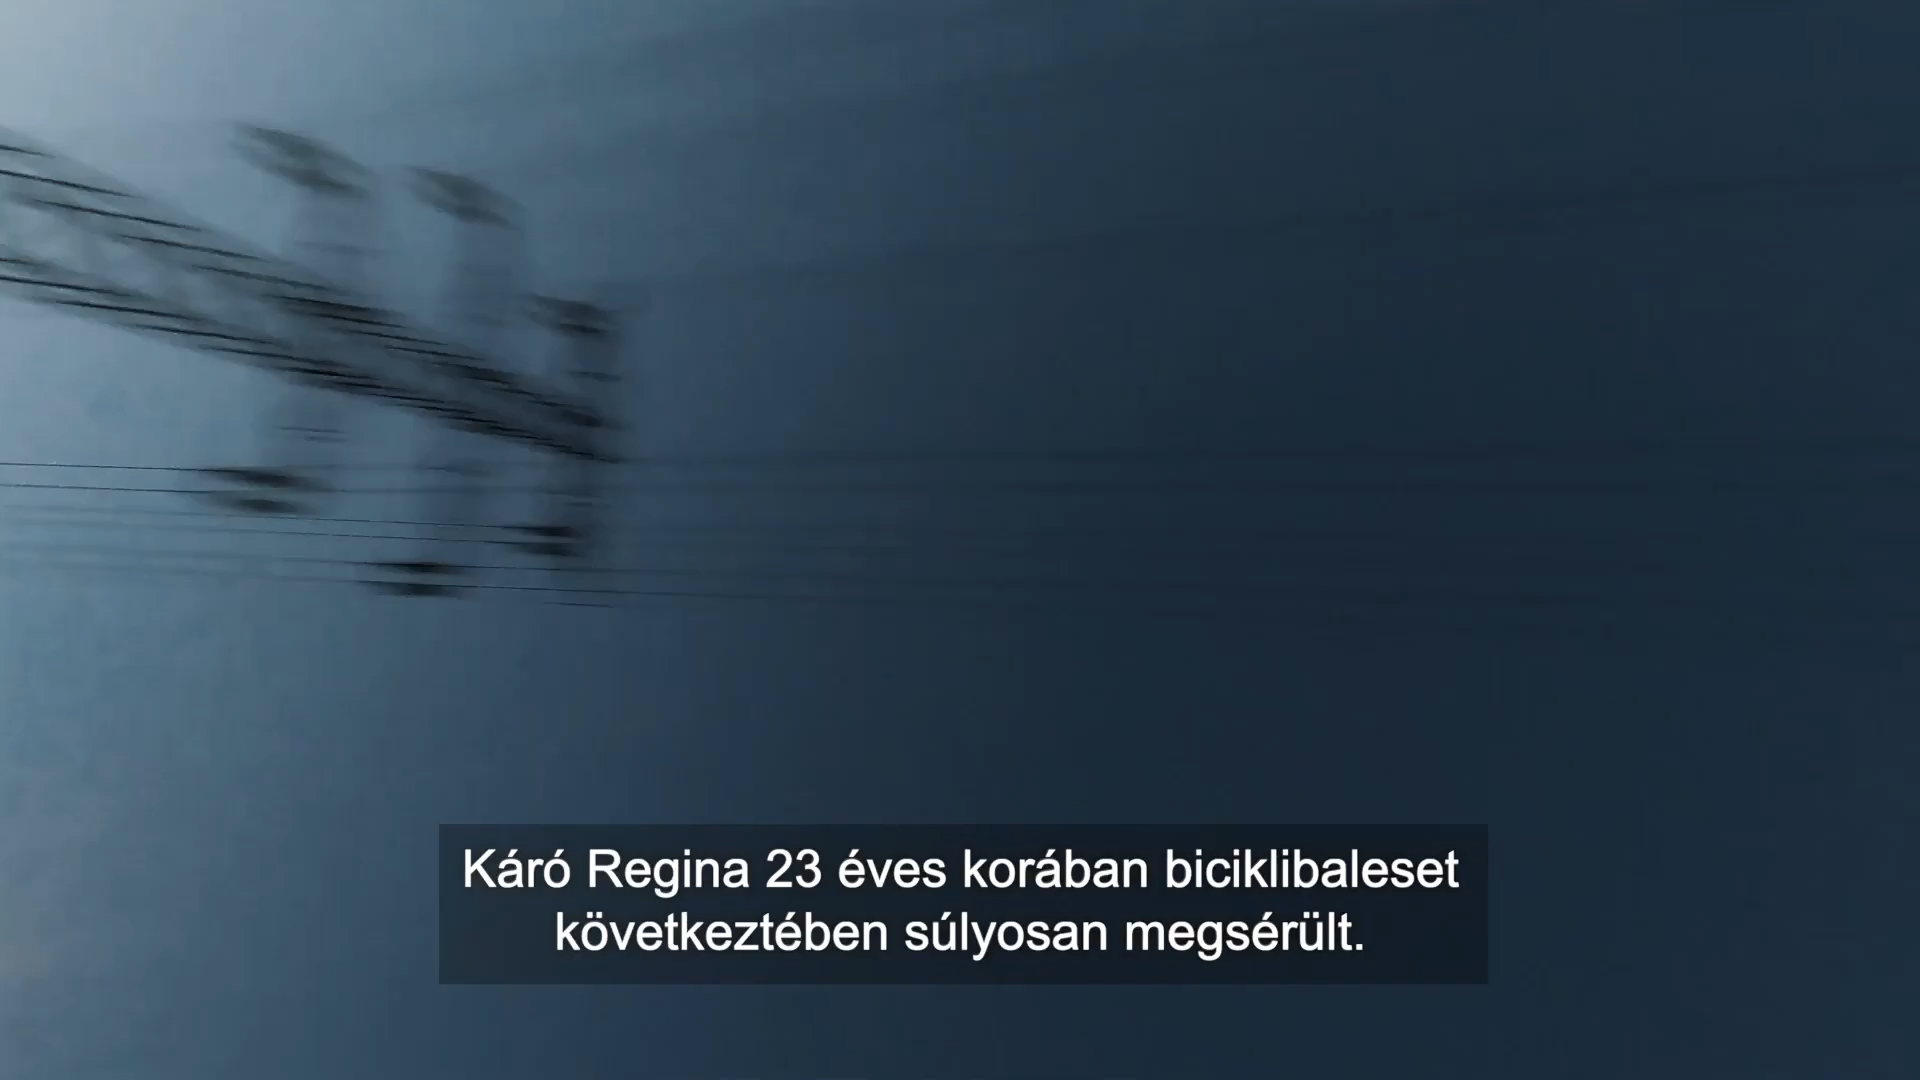 Káró Regina 23 éves korában biciklibaleset
következtében súlyosan megsérült.